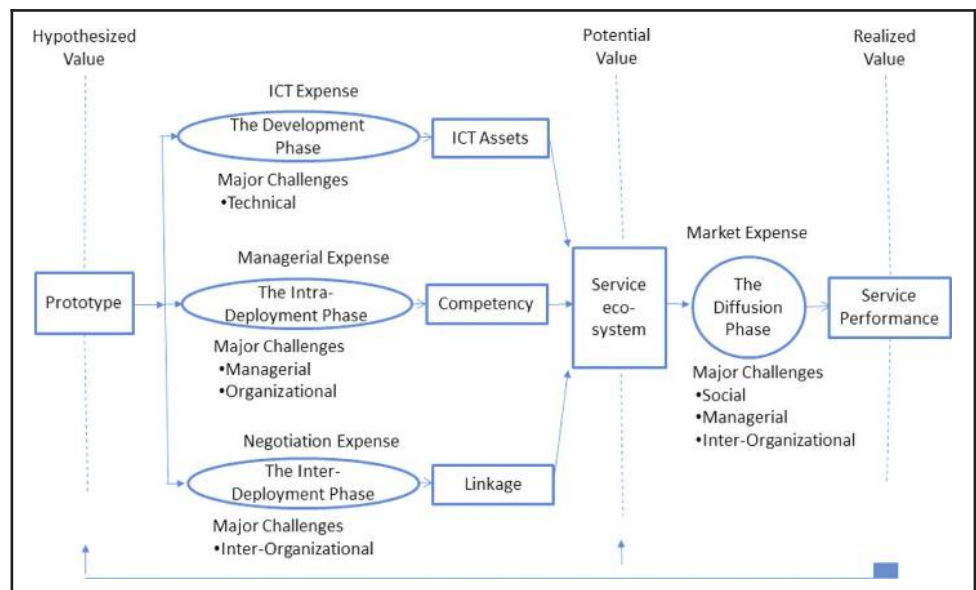 Hypothesized
Value
Potential
Value
Realized
Value
ICT Expense
The Development
Phase
ICT Assets
Major Challenges
•Technical
Managerial Expense
Prototype
The Intra-
Deployment Phase
Competency
Major Challenges
•Managerial
•Organizational
Negotiation Expense
The Inter-
Deployment Phase
Linkage
Major Challenges
•Inter-Organizational
Service
eco-
system
Market Expense
The
Diffusion
Phase
Major Challenges
•Social
•Managerial
•Inter-Organizational
Service
Performance